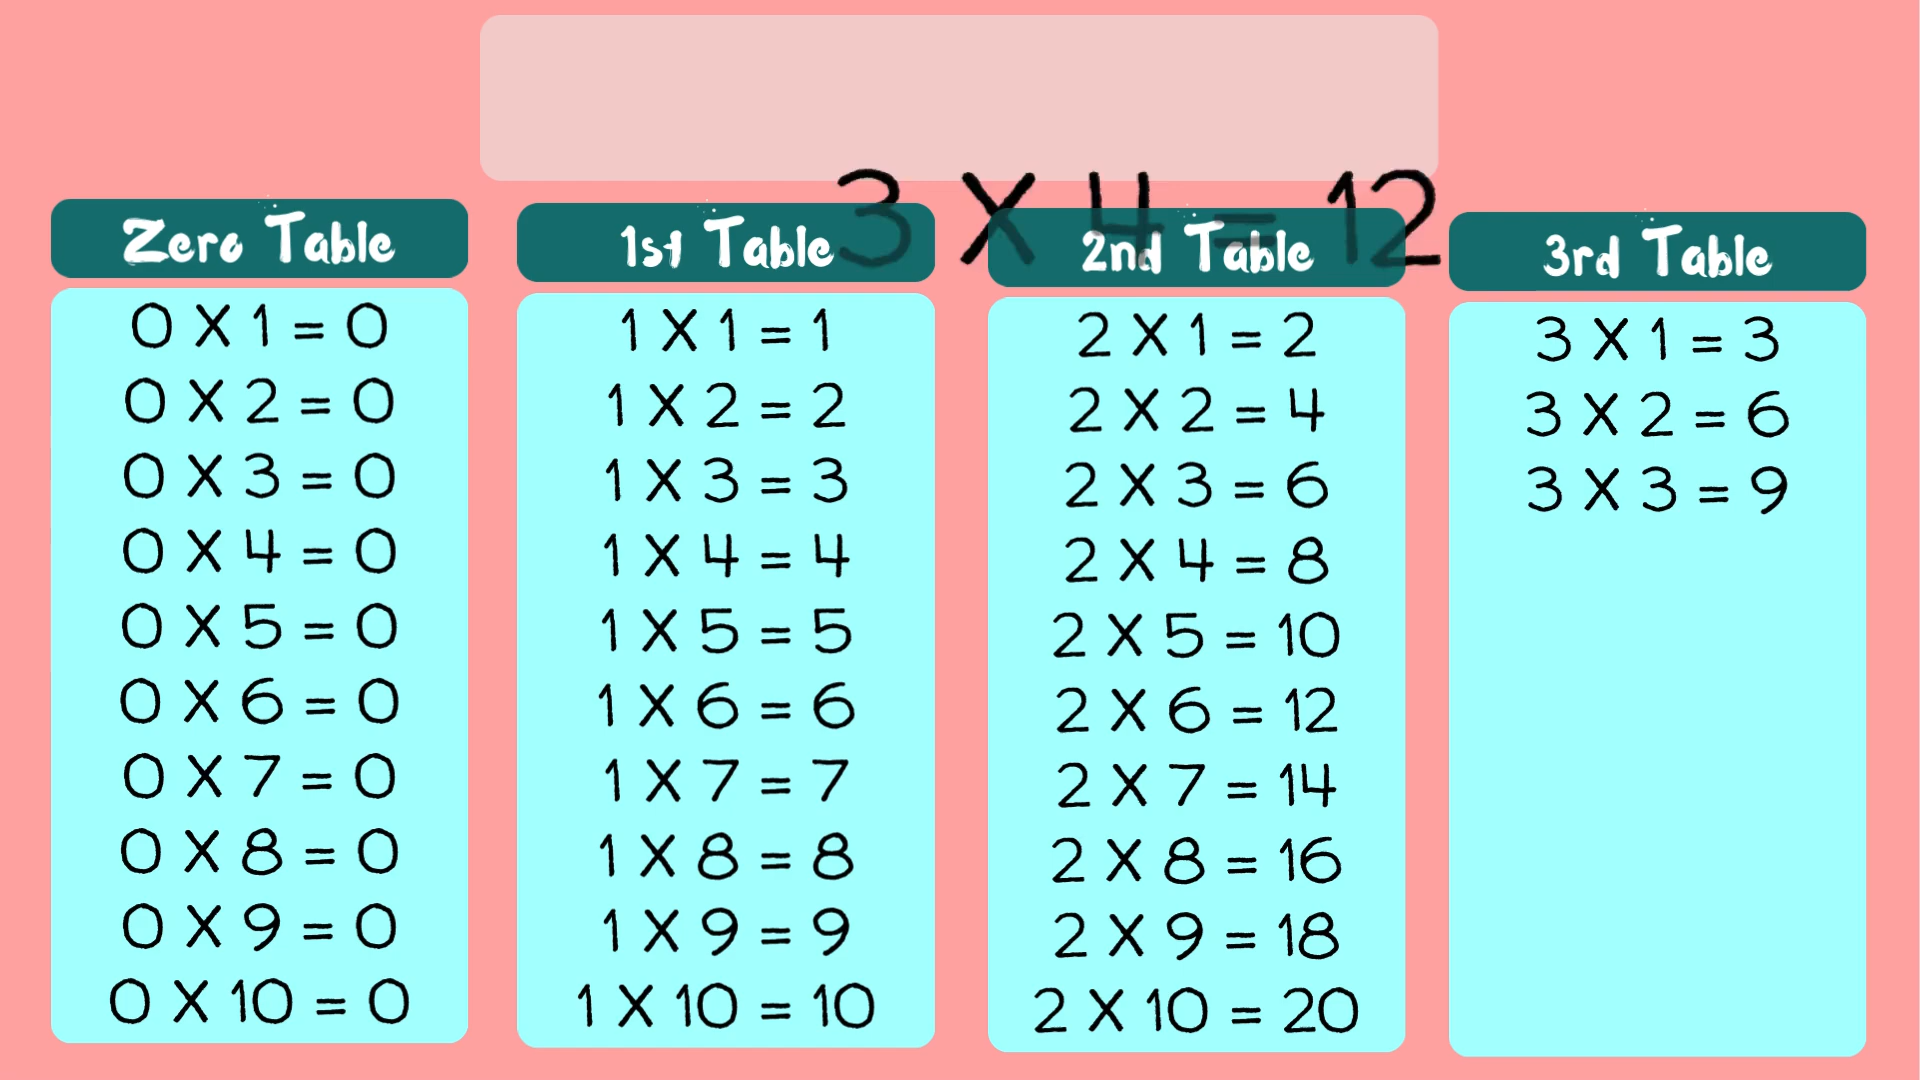 3 X 4 = 12
Zero Table
0 X 1 = 0
0 X 2 = 0
0 X 3 = 0
0 X 4 = 0
0 X 5 = 0
0 X 6 = 0
0 X 7 = 0
0 X 8 = 0
0 X 9 = 0
0 X 10 = 0
1st Table
1 X 1 = 1
1 X 2 = 2
1 X 3 = 3
1 X 4 = 4
1 X 5 = 5
1 X 6 = 6
1 X 7 = 7
1 X 8 = 8
1 X 9 = 9
1 X 10 = 10
2nd Table
2 X 1 = 2
2 X 2 = 4
2 X 3 = 6
2 X 4 = 8
2 X 5 = 10
2 X 6 = 12
2 X 7 = 14
2 X 8 = 16
2 X 9 = 18
2 X 10 = 20
3rd Table
3 X 1 = 3
3 X 2 = 6
3 X 3 = 9